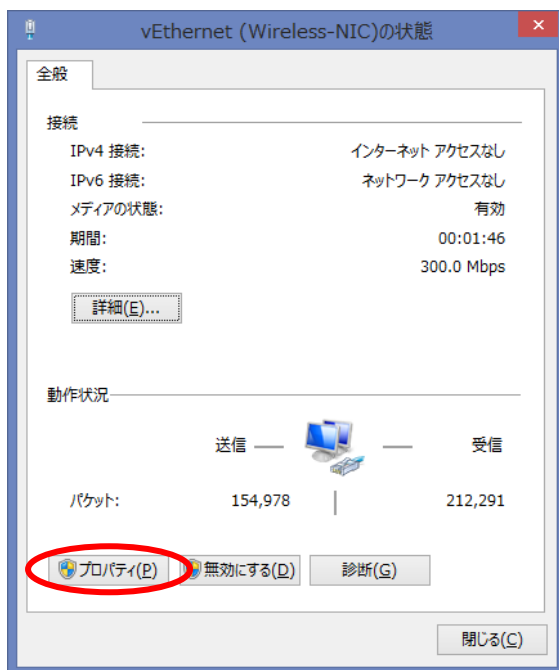 vEthernet (Wireless-NIC)の状態
全般
接続
IPv4 接続: インターネット アクセスなし
IPv6 接続: ネットワーク アクセスなし
メディアの状態: 有効
期間: 00:01:46
速度: 300.0 Mbps
詳細(E)...
動作状況
送信 受信
パケット: 154,978 212,291
プロパティ(P) 無効にする(D) 診断(G)
閉じる(C)